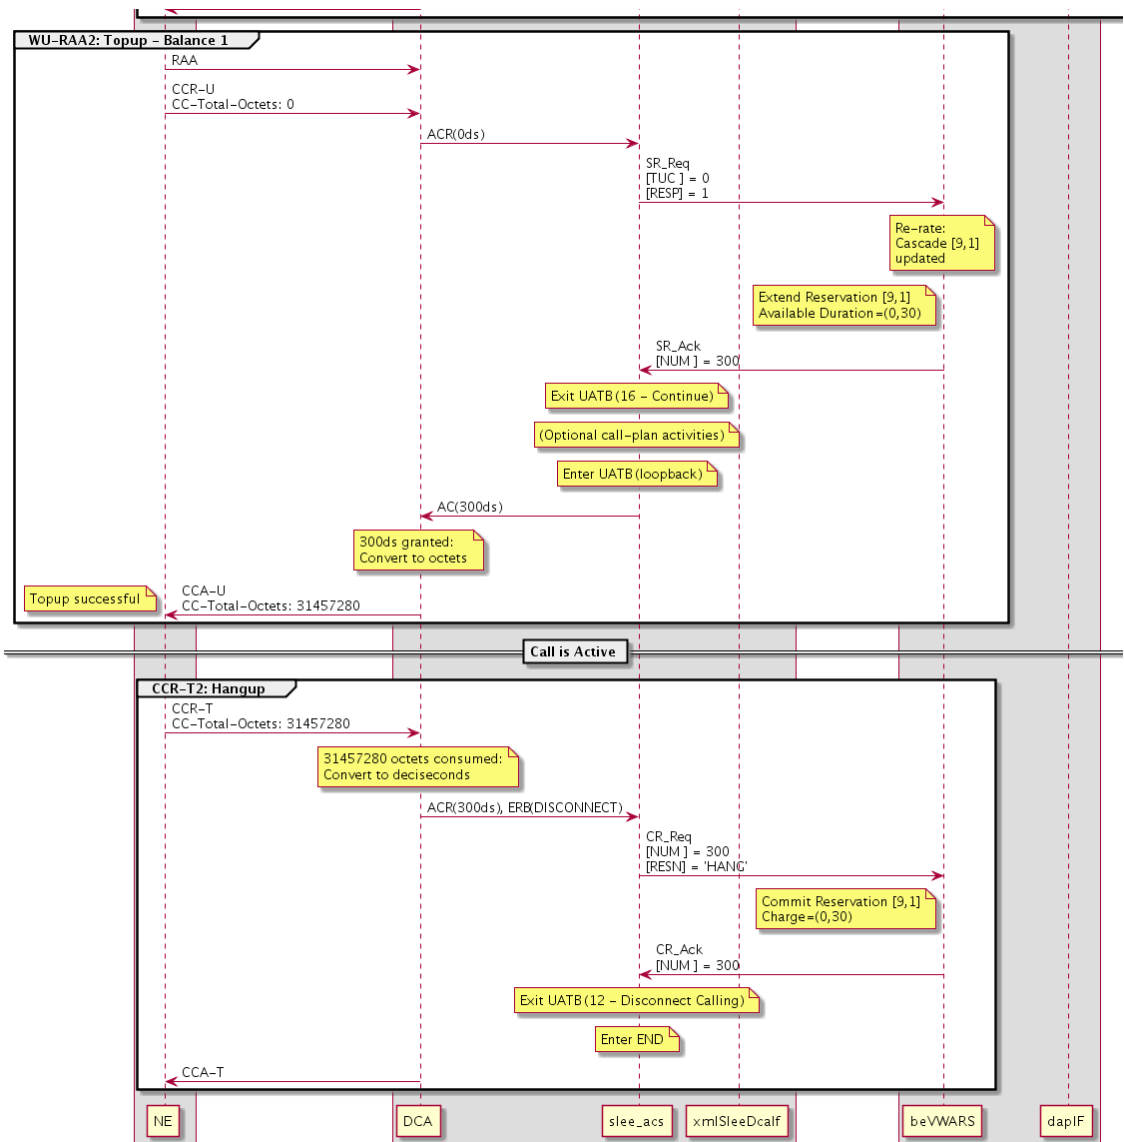 WU-RAA2: Topup - Balance 1
RAA
CCR-U
CC-Total-Octets: 0
ACR(0ds)
SR_Req
[TUC ] = 0
[RESP] = 1
Re-rate:
Cascade [9,1]
updated
Extend Reservation [9,1]
Available Duration=(0,30)
SR_Ack
[NUM ] = 300
Exit UATB (16 - Continue)
(Optional call-plan activities)
Enter UATB (loopback)
AC(300ds)
300ds granted:
Convert to octets
Topup successful
CCA-U
CC-Total-Octets: 31457280
Call is Active
CCR-T2: Hangup
CCR-T
CC-Total-Octets: 31457280
31457280 octets consumed:
Convert to deciseconds
ACR(300ds), ERB(DISCONNECT)
CR_Req
[NUM ] = 300
[RESN] = 'HANG'
Commit Reservation [9,1]
Charge=(0,30)
CR_Ack
[NUM ] = 300
Exit UATB (12 - Disconnect Calling)
Enter END
CCA-T
NE
DCA
slee_acs
xmlSleeDcaIf
beVWARS
dapIF